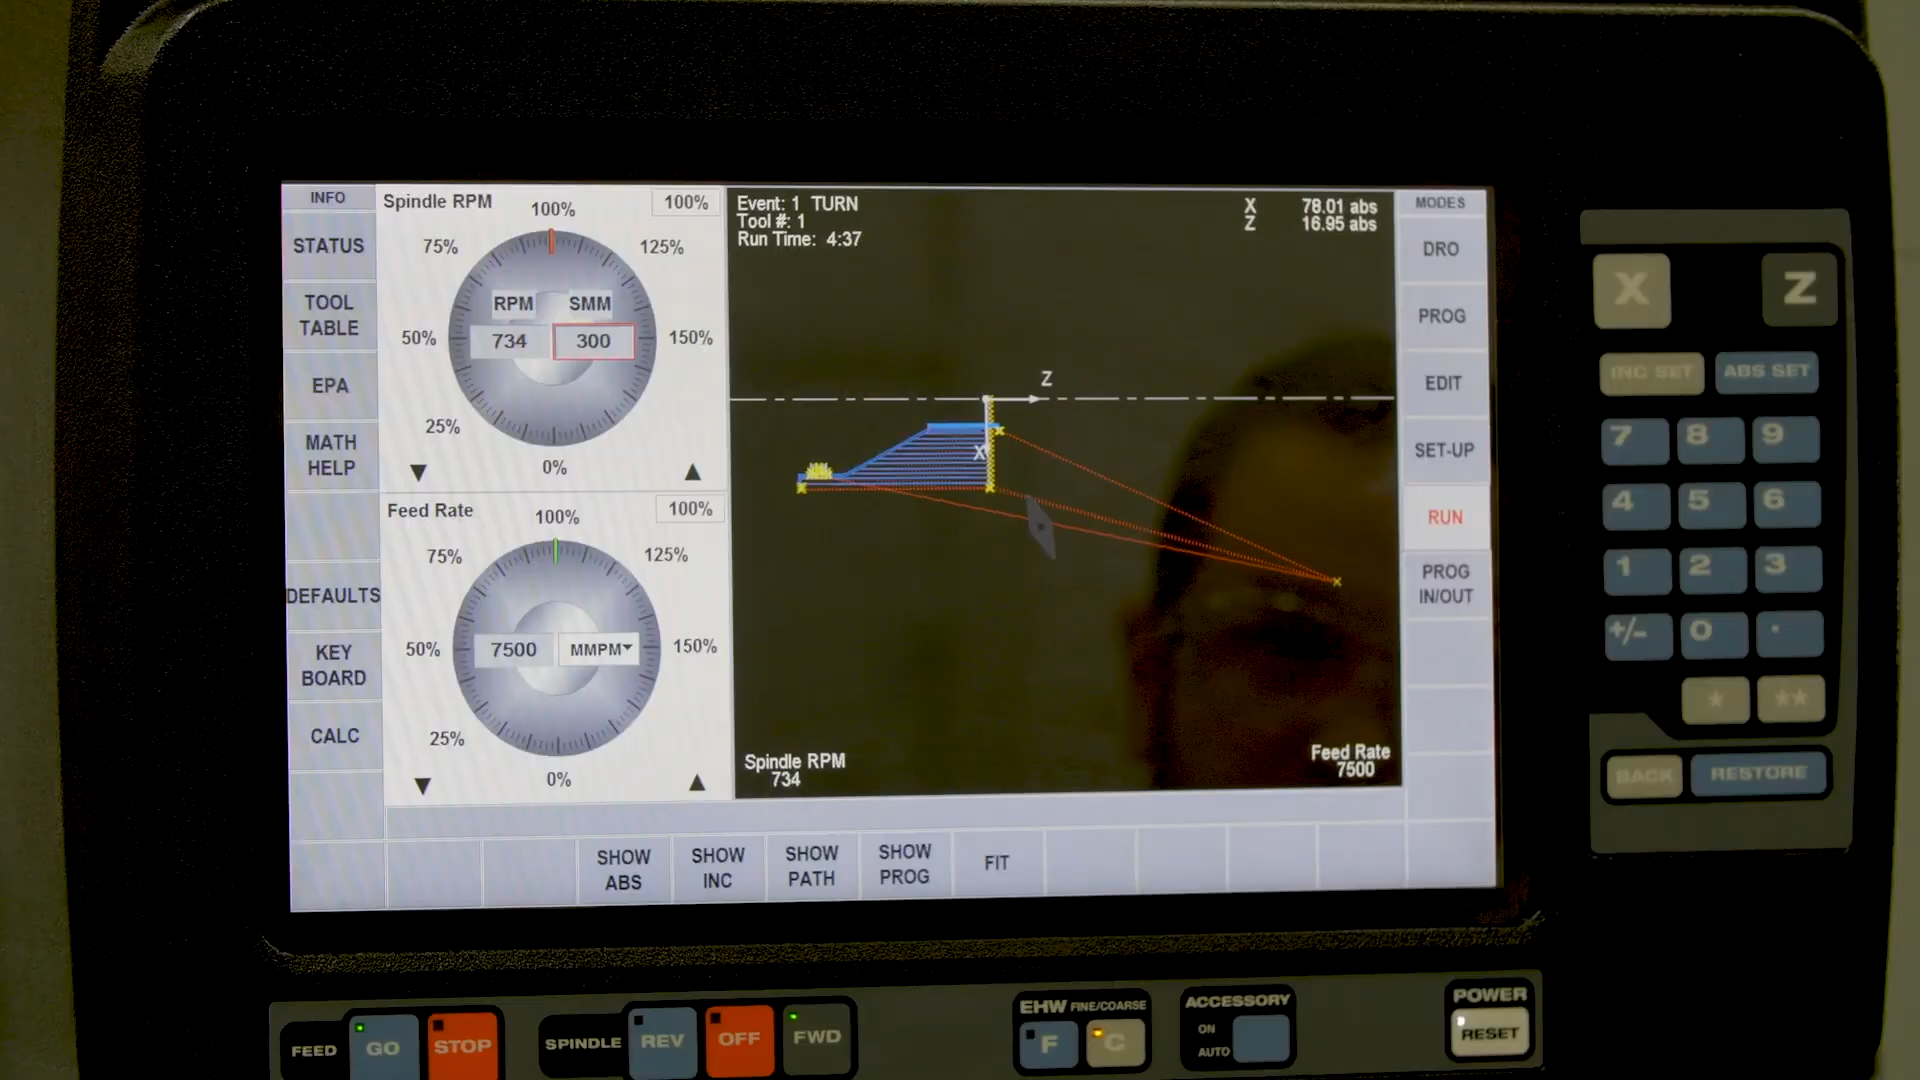 INFO
STATUS
TOOL
TABLE
EPA
MATH
HELP
DEFAULTS
KEY
BOARD
CALC
Spindle RPM
100%
100%
75%
125%
RPM
SMM
50%
734
300
150%
25%
0%
Feed Rate
100%
100%
75%
125%
50%
7500
MMPM
150%
25%
0%
Event: 1 TURN
Tool #: 1
Run Time: 4:37
X 78.01 abs
Z 16.95 abs
Z
X
Spindle RPM
734
Feed Rate
7500
MODES
DRO
PROG
EDIT
SET-UP
RUN
PROG
IN/OUT
SHOW
ABS
SHOW
INC
SHOW
PATH
SHOW
PROG
FIT
X
Z
INC SET
ABS SET
7
8
9
4
5
6
1
2
3
+/-
0
.
*
**
BACK
RESTORE
FEED
GO
STOP
SPINDLE
REV
OFF
FWD
EHW FINE/COARSE
F
C
ACCESSORY
ON
AUTO
POWER
RESET